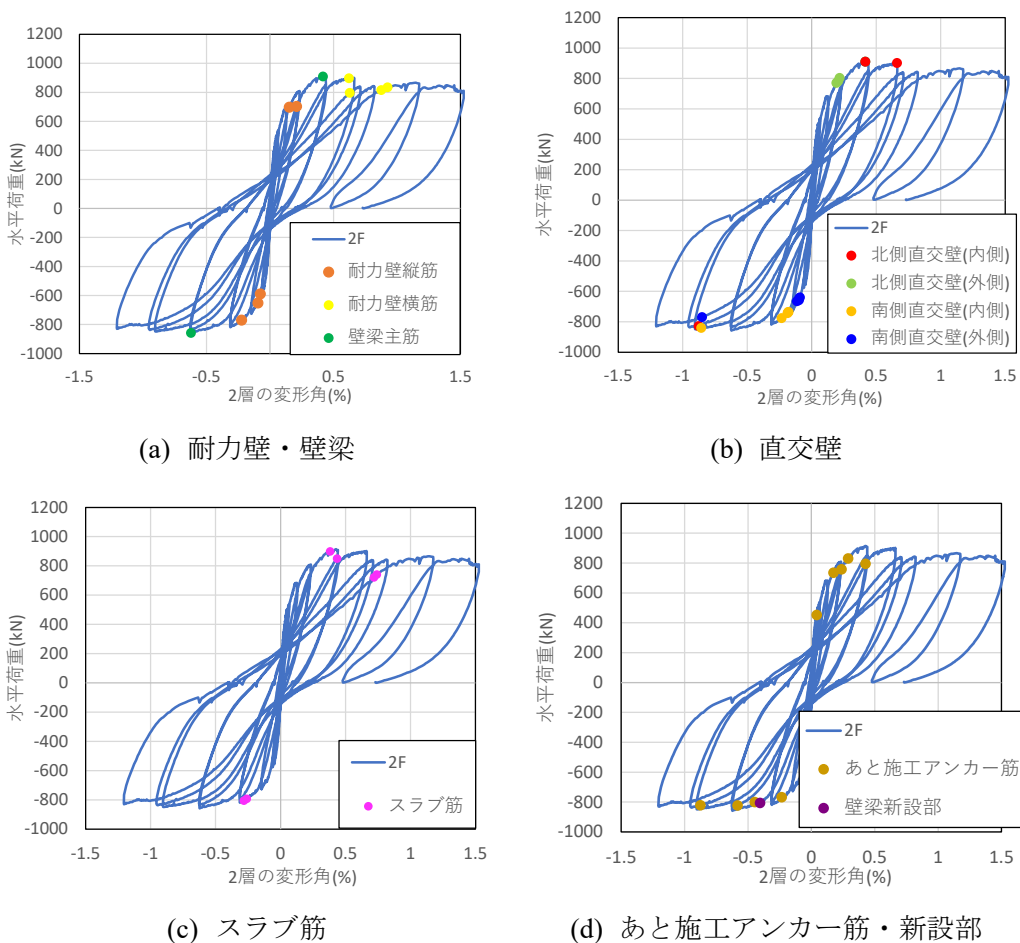 1200
1000
800
600
400
200
0
-200
-400
-600
-800
-1000
水平荷重(kN)
2F
耐力壁縦筋
耐力壁横筋
壁梁主筋
-1.5 -1 -0.5 0 0.5 1 1.5
2層の変形角(%)
(a) 耐力壁・壁梁
1200
1000
800
600
400
200
0
-200
-400
-600
-800
-1000
水平荷重(kN)
2F
北側直交壁(内側)
北側直交壁(外側)
南側直交壁(内側)
南側直交壁(外側)
-1.5 -1 -0.5 0 0.5 1 1.5
2層の変形角(%)
(b) 直交壁
1200
1000
800
600
400
200
0
-200
-400
-600
-800
-1000
水平荷重(kN)
2F
スラブ筋
-1.5 -1 -0.5 0 0.5 1 1.5
2層の変形角(%)
(c) スラブ筋
1200
1000
800
600
400
200
0
-200
-400
-600
-800
-1000
水平荷重(kN)
2F
あと施工アンカー筋
壁梁新設部
-1.5 -1 -0.5 0 0.5 1 1.5
2層の変形角(%)
(d) あと施工アンカー筋・新設部